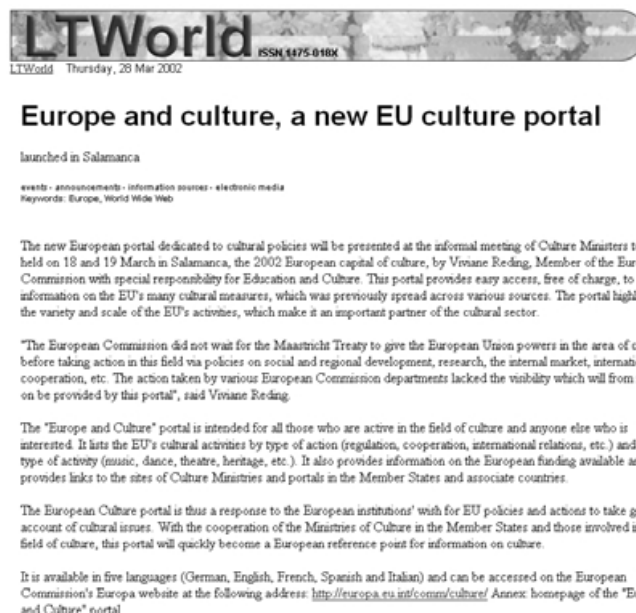 LTWorld ISSN 1475-018X
LTWorld Thursday, 28 Mar 2002
Europe and culture, a new EU culture portal
launched in Salamanca
events - announcements - information sources - electronic media
Keywords: Europe, World Wide Web
The new European portal dedicated to cultural policies will be presented at the informal meeting of Culture Ministers
held on 18 and 19 March in Salamanca, the 2002 European capital of culture, by Viviane Reding, Member of the
Commission with special responsibility for Education and Culture. This portal provides easy access, free of charge, to
information on the EU's many cultural measures, which was previously spread across various sources. The portal
the variety and scale of the EU's activities, which make it an important partner of the cultural sector.
"The European Commission did not wait for the Maastricht Treaty to give the European Union powers in the area of
before taking action in this field via policies on social and regional development, research, the internal market,
cooperation, etc. The action taken by various European Commission departments lacked the visibility which will from
on be provided by this portal", said Viviane Reding.
The "Europe and Culture" portal is intended for all those who are active in the field of culture and anyone else who is
interested. It lists the EU's cultural activities by type of action (regulation, cooperation, international relations, etc.) and
type of activity (music, dance, theatre, heritage, etc.). It also provides information on the European funding available
provides links to the sites of Culture Ministries and portals in the Member States and associate countries.
The European Culture portal is thus a response to the European institutions' wish for EU policies and actions to take
account of cultural issues. With the cooperation of the Ministries of Culture in the Member States and those involved
field of culture, this portal will quickly become a European reference point for information on culture.
It is available in five languages (German, English, French, Spanish and Italian) and can be accessed on the European
Commission's Europa website at the following address: http://europa.eu.int/comm/culture/ Annex: homepage of the
and Culture" portal